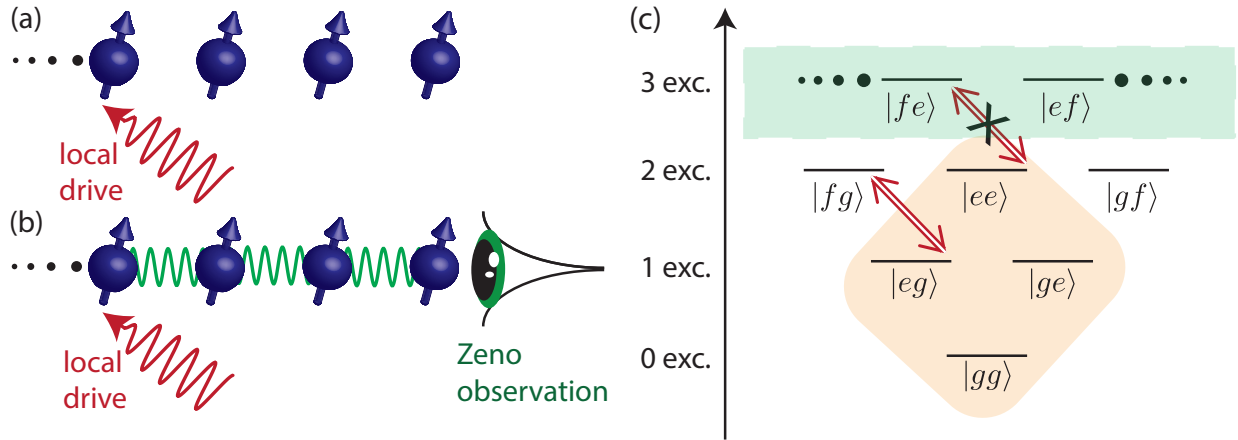 (a)
local
drive
(b)
local
drive
Zeno
observation
(c)
3 exc.
|fe⟩
|ef⟩
2 exc.
|fg⟩
|ee⟩
|gf⟩
1 exc.
|eg⟩
|ge⟩
0 exc.
|gg⟩